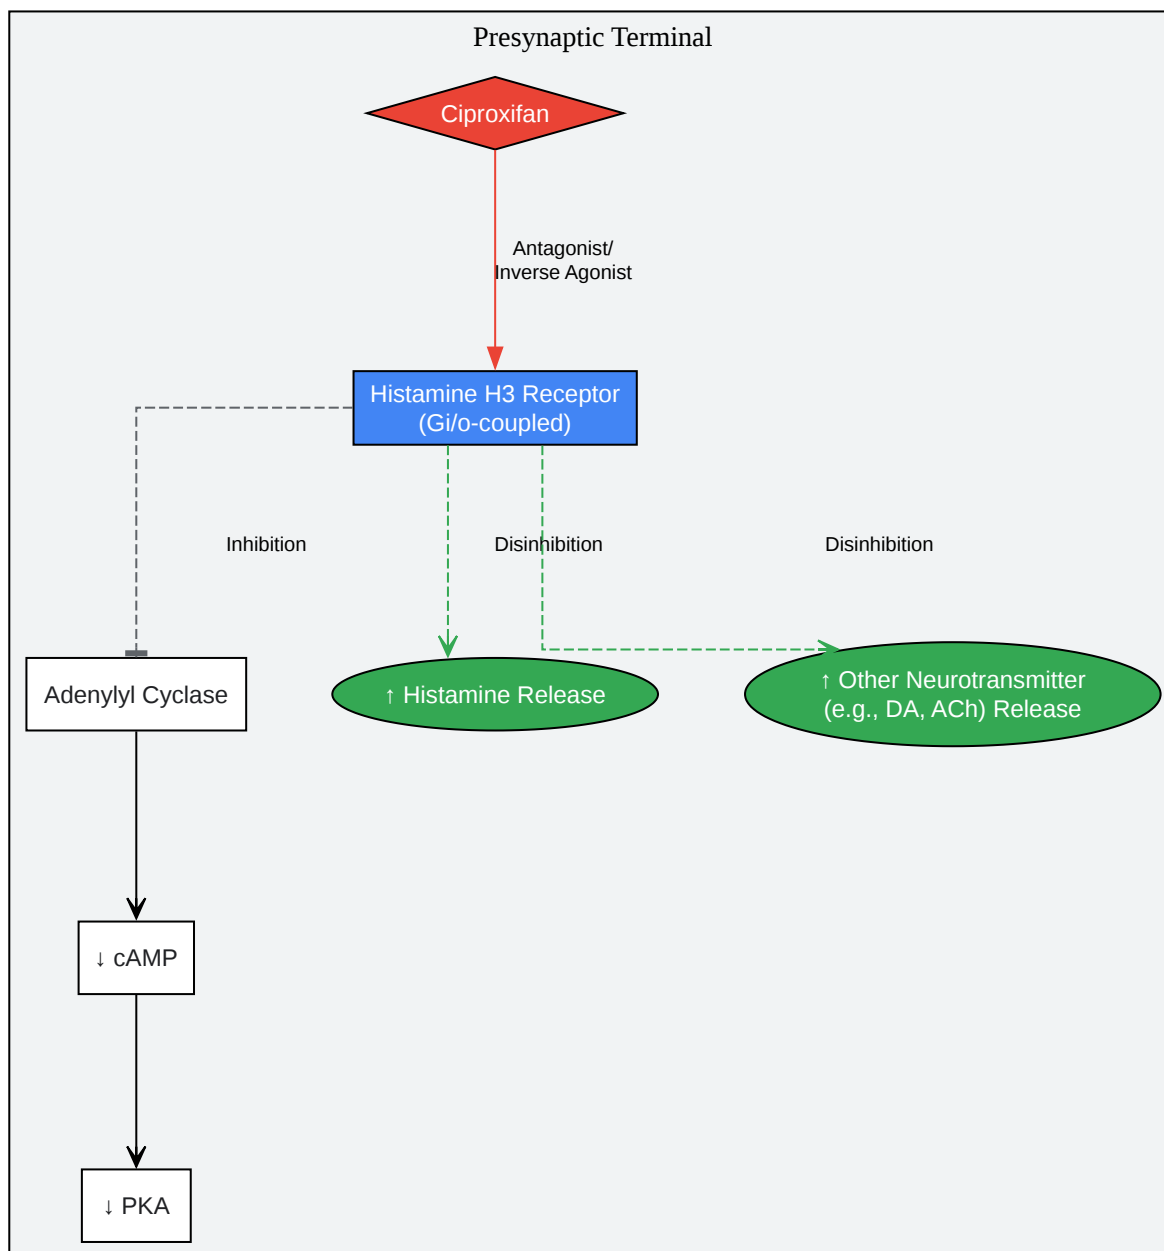 Presynaptic Terminal
Ciproxifan
Antagonist/
Inverse Agonist
Histamine H3 Receptor
(Gi/o-coupled)
Inhibition
Disinhibition
Disinhibition
Adenylyl Cyclase
↑ Histamine Release
↑ Other Neurotransmitter
(e.g., DA, ACh) Release
↓ cAMP
↓ PKA